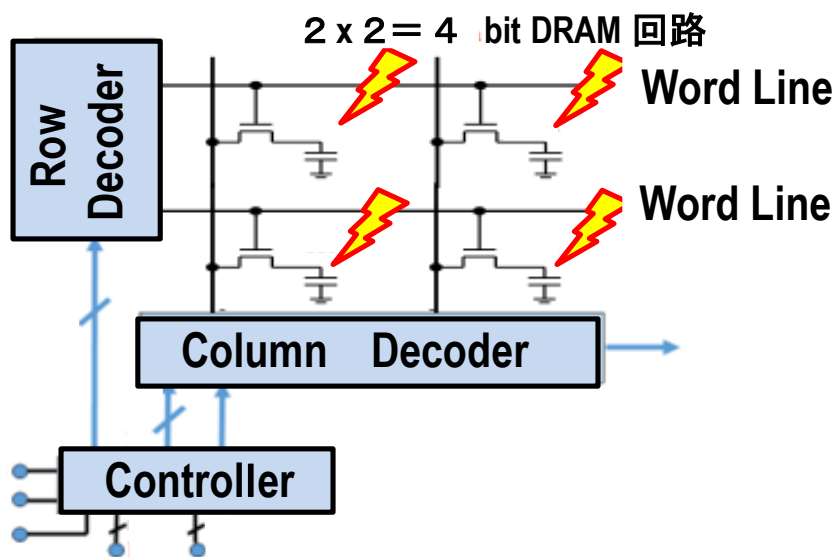 ２ x ２＝ ４ bit DRAM 回路
Row Decoder
Word Line
Word Line
Column Decoder
Controller